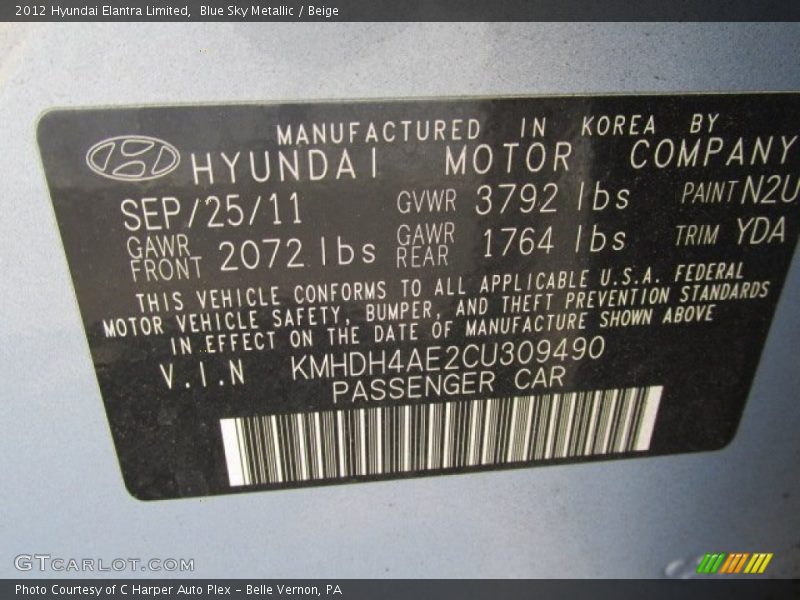 2012 Hyundai Elantra Limited,  Blue Sky Metallic / Beige
MANUFACTURED IN KOREA BY
HYUNDAI MOTOR COMPANY
SEP/25/11 GVWR 3792 lbs PAINT N2U
GAWR FRONT 2072 lbs GAWR REAR 1764 lbs TRIM YDA
THIS VEHICLE CONFORMS TO ALL APPLICABLE U.S.A. FEDERAL
MOTOR VEHICLE SAFETY, BUMPER, AND THEFT PREVENTION STANDARDS
IN EFFECT ON THE DATE OF MANUFACTURE SHOWN ABOVE
V.I.N KMHDH4AE2CU309490
PASSENGER CAR
GTCARLOT.COM
Photo Courtesy of C Harper Auto Plex – Belle Vernon, PA